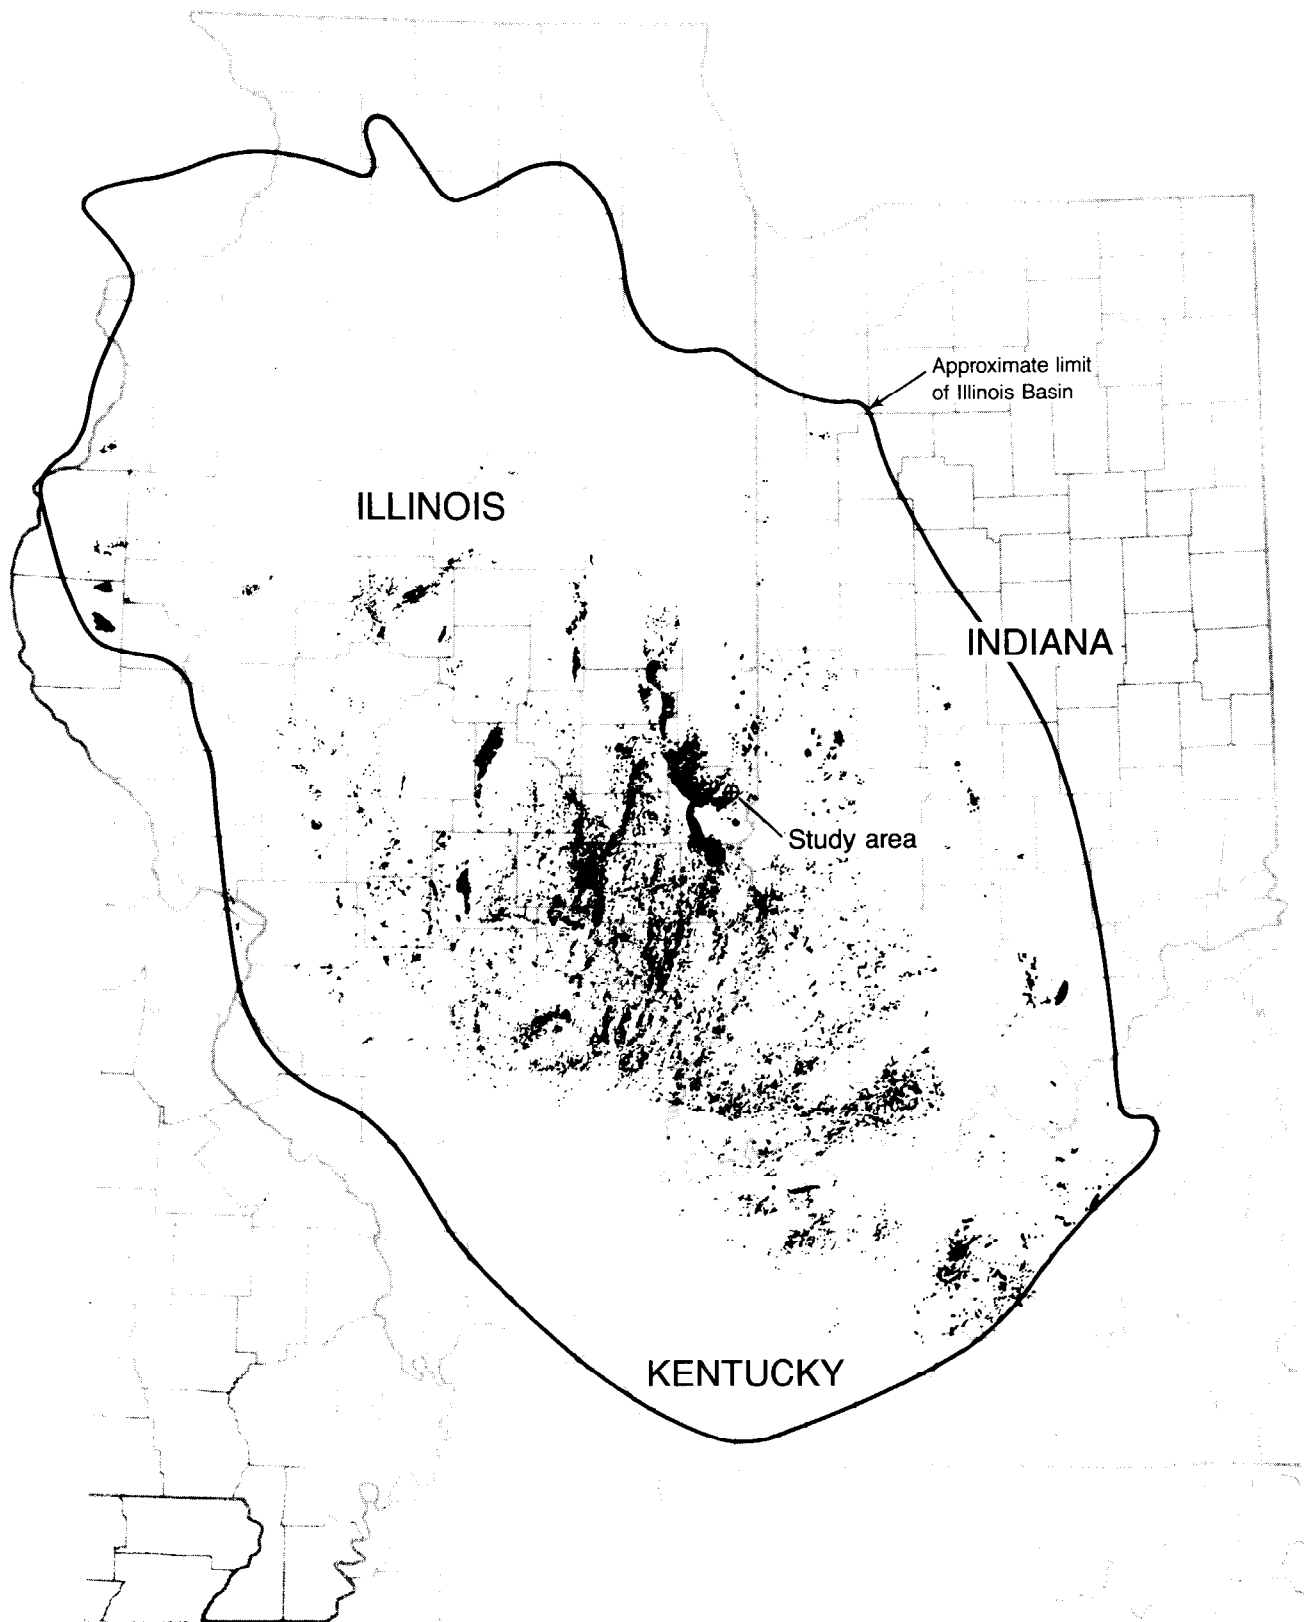 Approximate limit
of Illinois Basin
ILLINOIS
INDIANA
Study area
KENTUCKY